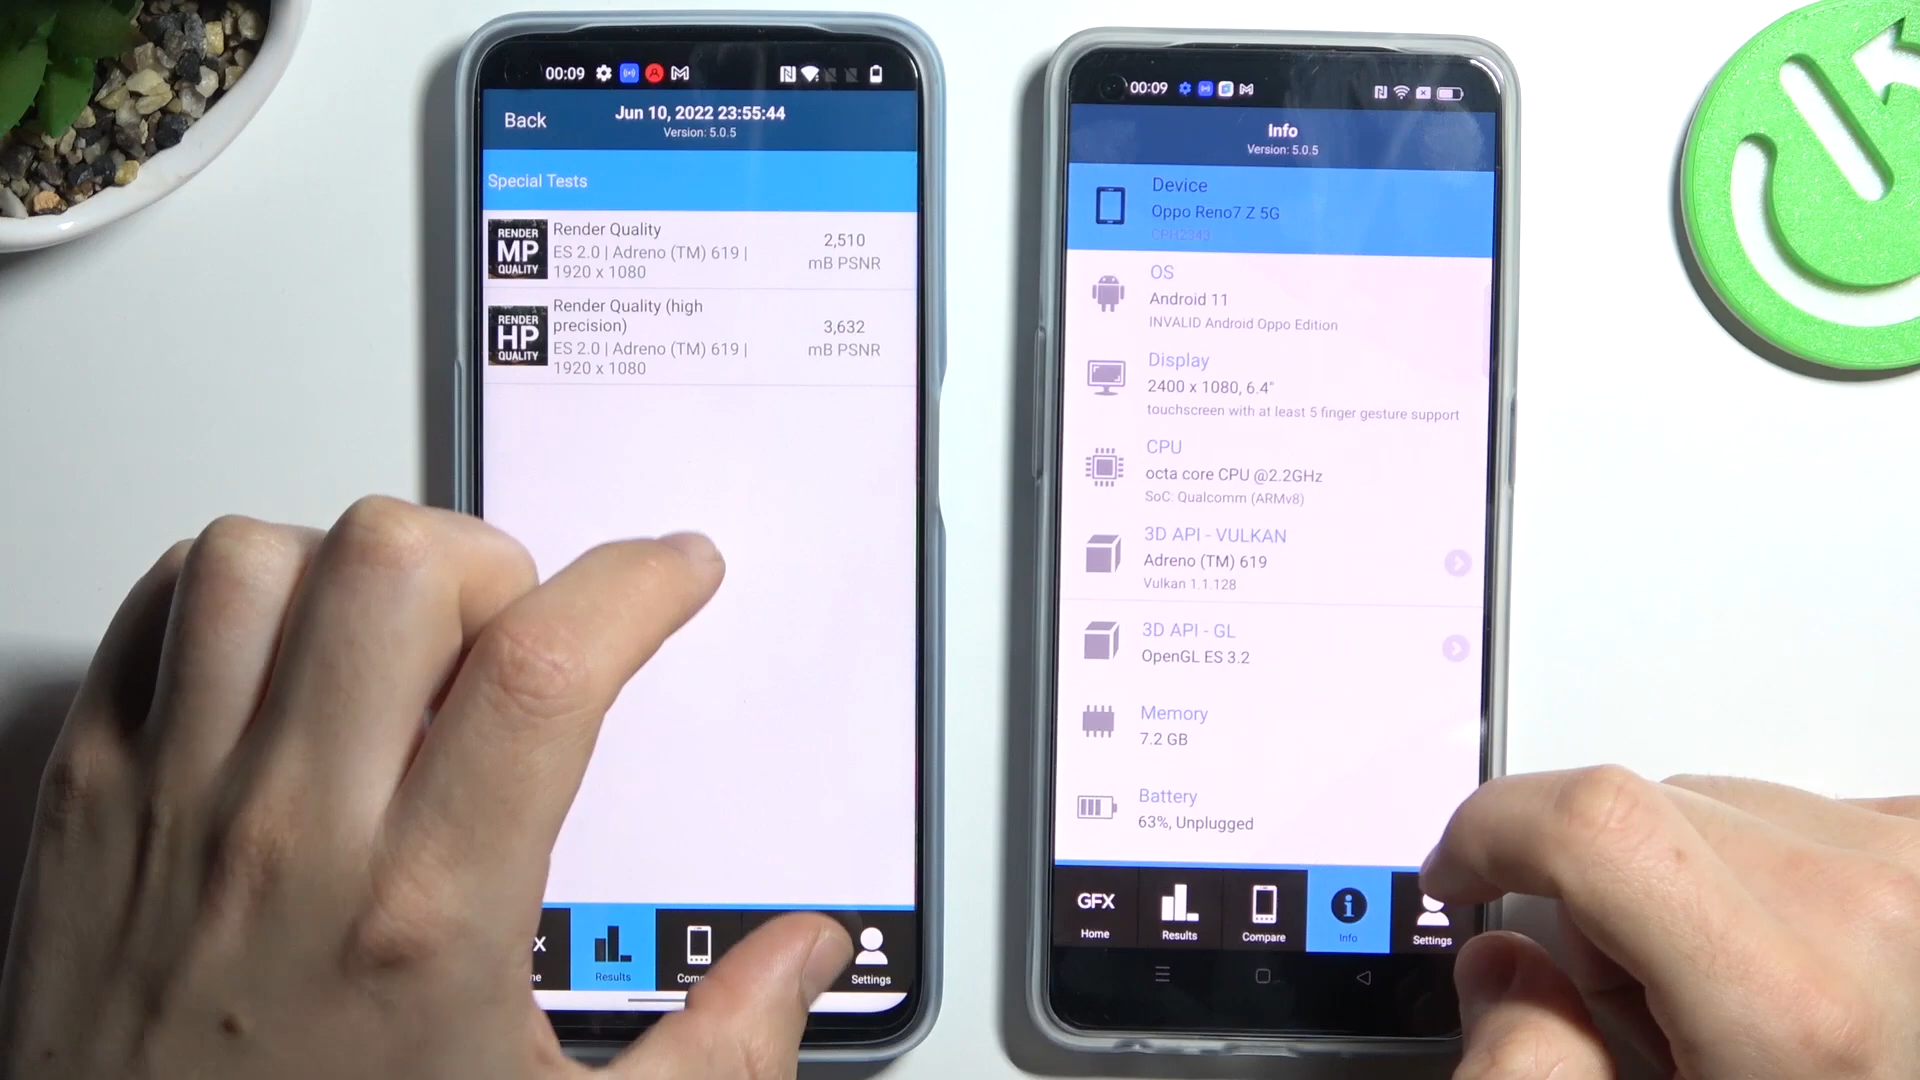 00:09
Back
Jun 10, 2022 23:55:44
Version: 5.0.5
Special Tests
RENDER
MP
QUALITY
Render Quality
ES 2.0 | Adreno (TM) 619 |
1920 x 1080
2,510
mB PSNR
RENDER
HP
QUALITY
Render Quality (high
precision)
ES 2.0 | Adreno (TM) 619 |
1920 x 1080
3,632
mB PSNR
Results
Settings
00:09
Info
Version: 5.0.5
Device
Oppo Reno7 Z 5G
CPH2343
OS
Android 11
INVALID Android Oppo Edition
Display
2400 x 1080, 6.4"
touchscreen with at least 5 finger gesture support
CPU
octa core CPU @2.2GHz
SoC: Qualcomm (ARMv8)
3D API - VULKAN
Adreno (TM) 619
Vulkan 1.1.128
3D API - GL
OpenGL ES 3.2
Memory
7.2 GB
Battery
63%, Unplugged
GFX
Home
Results
Compare
Info
Settings